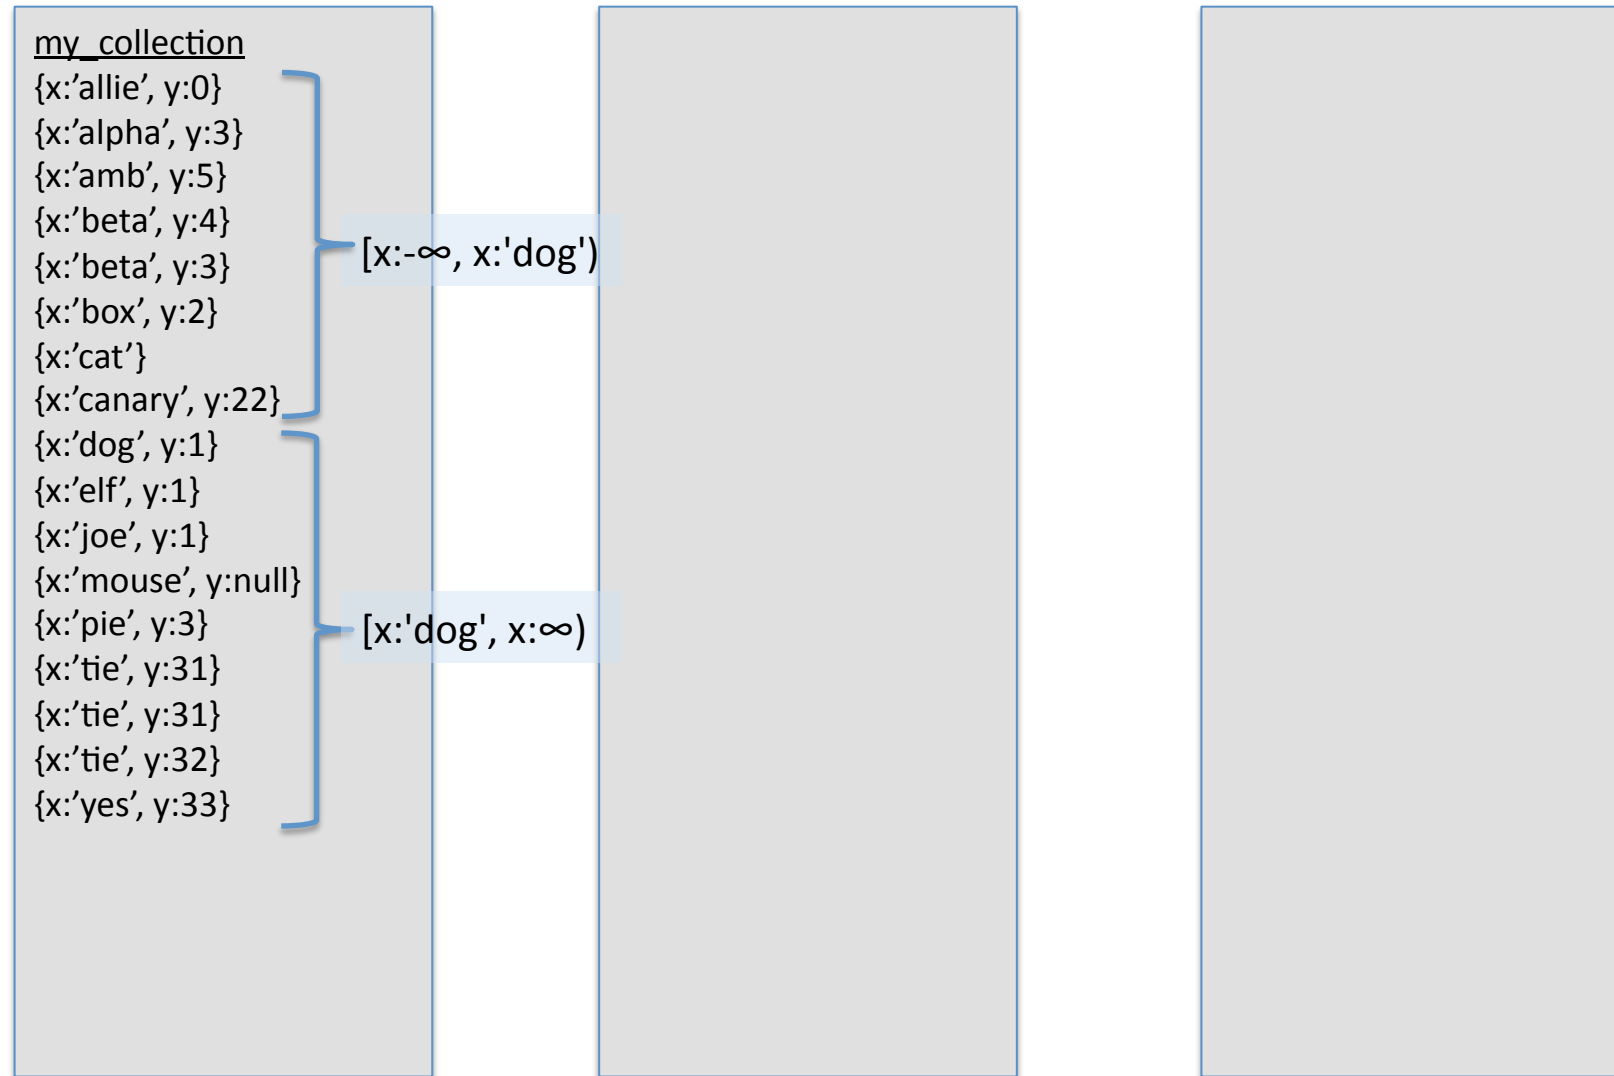 my_collection
{x:’allie’, y:0}
{x:’alpha’, y:3}
{x:’amb’, y:5}
{x:’beta’, y:4}
{x:’beta’, y:3}
{x:’box’, y:2}
{x:’cat’}
{x:’canary’, y:22}
{x:’dog’, y:1}
{x:’elf’, y:1}
{x:’joe’, y:1}
{x:’mouse’, y:null}
{x:’pie’, y:3}
{x:’tie’, y:31}
{x:’tie’, y:31}
{x:’tie’, y:32}
{x:’yes’, y:33}
[x:-∞, x:'dog')
[x:'dog', x:∞)